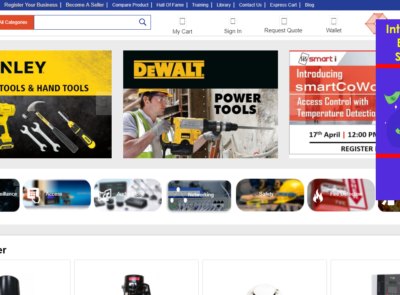 Register Your Business | Become A Seller | Compare Product | Hall Of Fame | Training | Library | Contact Us | Express Cart | Blog
All Categories
My Cart
Sign In
Request Quote
Wallet
NLEY
TOOLS & HAND TOOLS
DEWALT
POWER
TOOLS
smart i
Introducing
smartCoWo
Access Control with
Temperature Detection
17th April | 12:00 PM
REGISTER
Int
E
S
Access
Networking
Safety
er